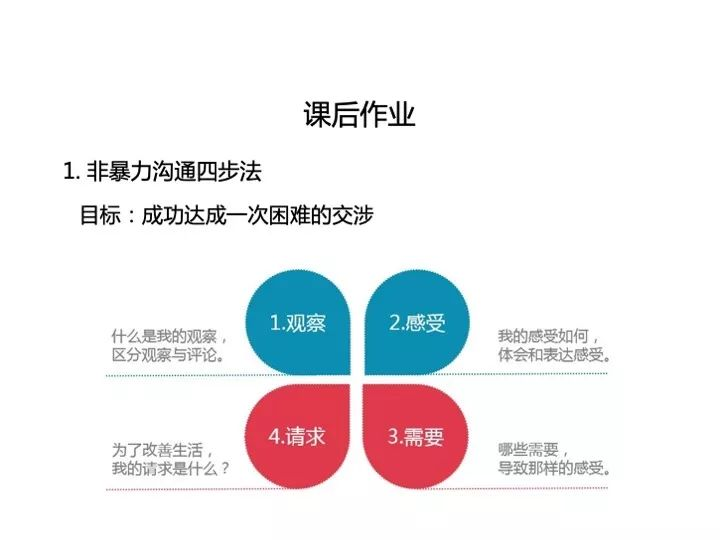 课后作业
1. 非暴力沟通四步法
目标：成功达成一次困难的交涉
1.观察
2.感受
什么是我的观察，
区分观察与评论。
我的感受如何，
体会和表达感受。
4.请求
3.需要
为了改善生活，
我的请求是什么？
哪些需要，
导致那样的感受。